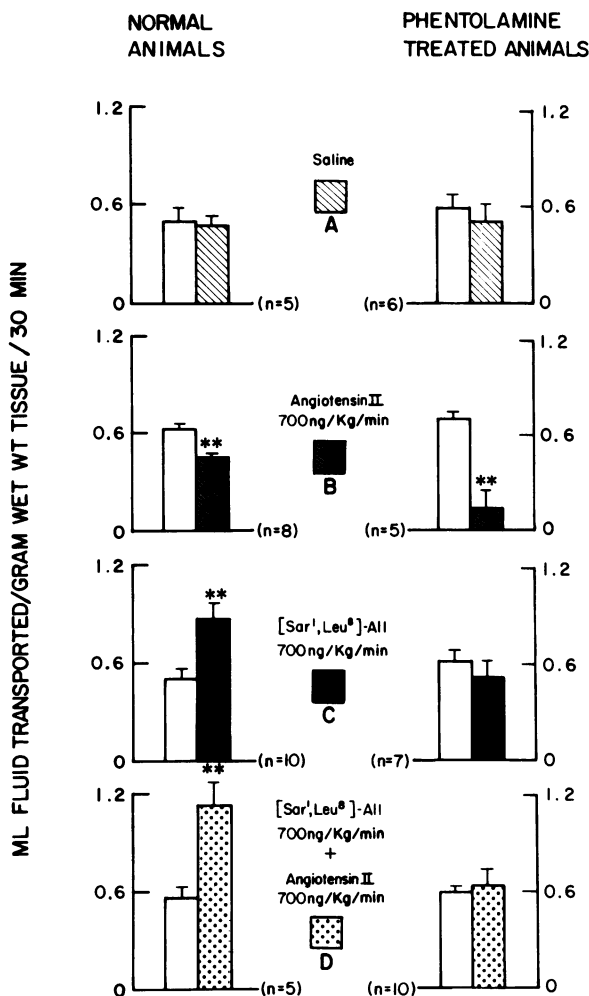 NORMAL
ANIMALS
PHENTOLAMINE
TREATED ANIMALS
ML FLUID TRANSPORTED/GRAM WET WT TISSUE/30 MIN
1.2
0.6
0
(n=5)
Saline
A
1.2
0.6
0
(n=6)
1.2
0.6
0
**
(n=8)
Angiotensin II
700ng/Kg/min
B
1.2
0.6
0
**
(n=5)
1.2
0.6
0
**
(n=10)
[Sar¹,Leu⁸]-AII
700ng/Kg/min
C
1.2
0.6
0
(n=7)
1.2
0.6
0
**
(n=5)
[Sar¹,Leu⁸]-AII
700ng/Kg/min
+
Angiotensin II
700ng/Kg/min
D
1.2
0.6
0
(n=10)